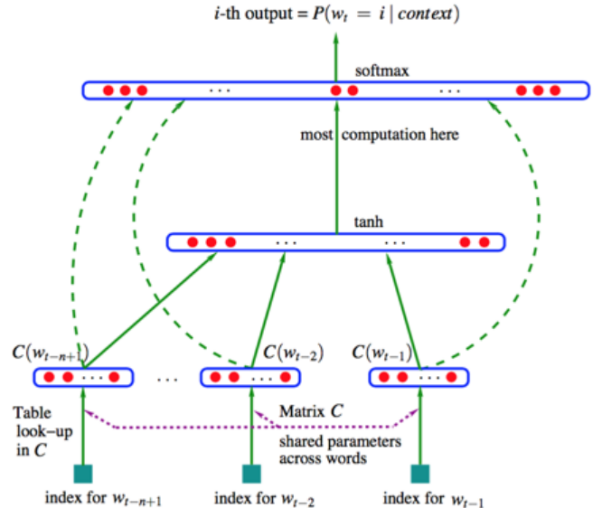 i-th output = P(w_t = i | context)
softmax
... ...
most computation here
tanh
... ...
C(w_{t−n+1}) C(w_{t−2}) C(w_{t−1})
... ... ... ...
Table
look−up
in C
Matrix C
shared parameters
across words
index for w_{t−n+1} index for w_{t−2} index for w_{t−1}